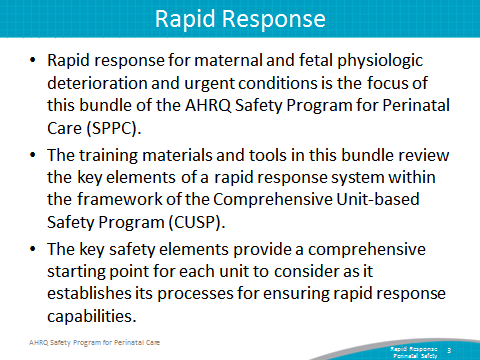 Rapid Response
• Rapid response for maternal and fetal physiologic
deterioration and urgent conditions is the focus of
this bundle of the AHRQ Safety Program for Perinatal
Care (SPPC).
• The training materials and tools in this bundle review
the key elements of a rapid response system within
the framework of the Comprehensive Unit-based
Safety Program (CUSP).
• The key safety elements provide a comprehensive
starting point for each unit to consider as it
establishes its processes for ensuring rapid response
capabilities.
AHRQ Safety Program for Perinatal Care
Rapid Response 3
Perinatal Safety